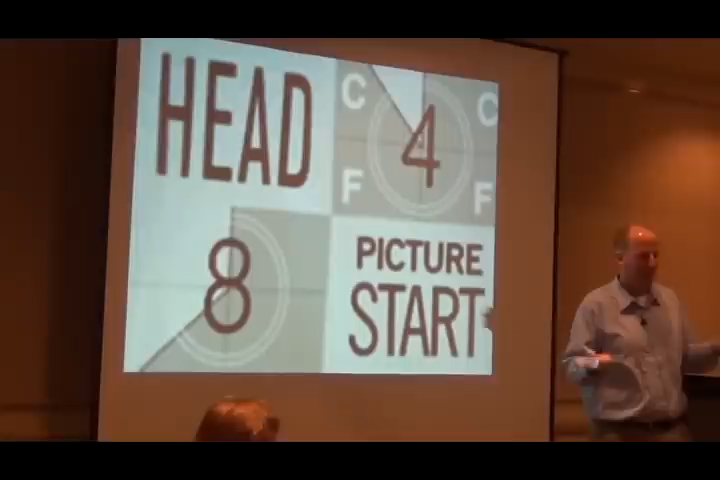 HEAD
C 4 C
F F
8
PICTURE
START